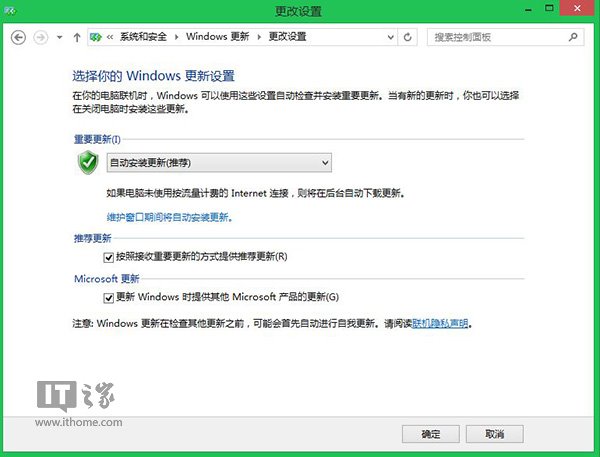 更改设置
系统和安全 Windows 更新 更改设置
搜索控制面板
选择你的 Windows 更新设置
在你的电脑联机时，Windows 可以使用这些设置自动检查并安装重要更新。当有新的更新时，你也可以选择
在关闭电脑时安装这些更新。
重要更新(I)
自动安装更新(推荐)
如果电脑未使用按流量计费的 Internet 连接，则将在后台自动下载更新。
维护窗口期间将自动安装更新。
推荐更新
按照接收重要更新的方式提供推荐更新(R)
Microsoft 更新
更新 Windows 时提供其他 Microsoft 产品的更新(G)
注意: Windows 更新在检查其他更新之前，可能会首先自动进行自我更新。请阅读联机隐私声明。
IT之家
www.ithome.com
确定
取消